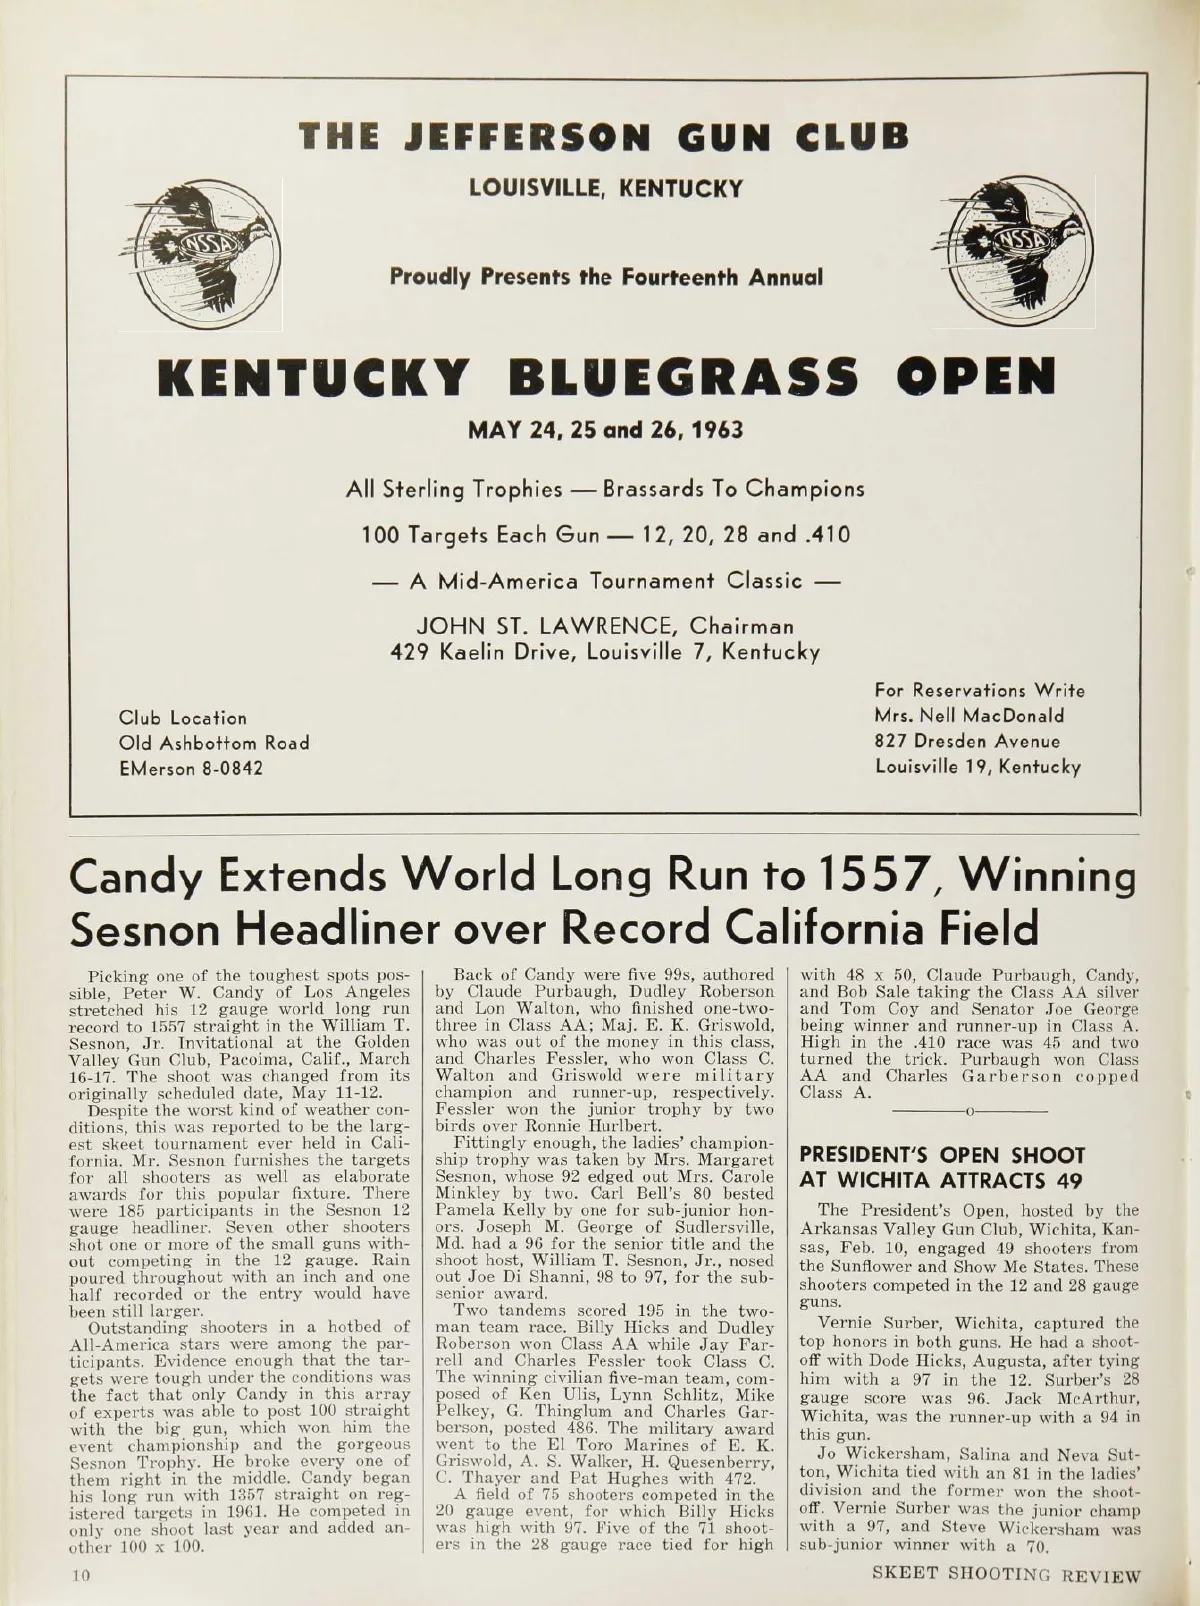 THE JEFFERSON GUN CLUB
LOUISVILLE, KENTUCKY
NSSA
NSSA
Proudly Presents the Fourteenth Annual
KENTUCKY BLUEGRASS OPEN
MAY 24, 25 and 26, 1963
All Sterling Trophies — Brassards To Champions
100 Targets Each Gun — 12, 20, 28 and .410
— A Mid-America Tournament Classic —
JOHN ST. LAWRENCE, Chairman
429 Kaelin Drive, Louisville 7, Kentucky
Club Location
Old Ashbottom Road
EMerson 8-0842
For Reservations Write
Mrs. Nell MacDonald
827 Dresden Avenue
Louisville 19, Kentucky
Candy Extends World Long Run to 1557, Winning
Sesnon Headliner over Record California Field
Picking one of the toughest spots pos-
sible, Peter W. Candy of Los Angeles
stretched his 12 gauge world long run
record to 1557 straight in the William T.
Sesnon, Jr. Invitational at the Golden
Valley Gun Club, Pacoima, Calif., March
16-17. The shoot was changed from its
originally scheduled date, May 11-12.
Despite the worst kind of weather con-
ditions, this was reported to be the larg-
est skeet tournament ever held in Cali-
fornia. Mr. Sesnon furnishes the targets
for all shooters as well as elaborate
awards for this popular fixture. There
were 185 participants in the Sesnon 12
gauge headliner. Seven other shooters
shot one or more of the small guns with-
out competing in the 12 gauge. Rain
poured throughout with an inch and one
half recorded or the entry would have
been still larger.
Outstanding shooters in a hotbed of
All-America stars were among the par-
ticipants. Evidence enough that the tar-
gets were tough under the conditions was
the fact that only Candy in this array
of experts was able to post 100 straight
with the big gun, which won him the
event championship and the gorgeous
Sesnon Trophy. He broke every one of
them right in the middle. Candy began
his long run with 1357 straight on reg-
istered targets in 1961. He competed in
only one shoot last year and added an-
other 100 x 100.
Back of Candy were five 99s, authored
by Claude Purbaugh, Dudley Roberson
and Lon Walton, who finished one-two-
three in Class AA; Maj. E. K. Griswold,
who was out of the money in this class,
and Charles Fessler, who won Class C.
Walton and Griswold were military
champion and runner-up, respectively.
Fessler won the junior trophy by two
birds over Ronnie Hurlbert.
Fittingly enough, the ladies' champion-
ship trophy was taken by Mrs. Margaret
Sesnon, whose 92 edged out Mrs. Carole
Minkley by two. Carl Bell's 80 bested
Pamela Kelly by one for sub-junior hon-
ors. Joseph M. George of Sudlersville,
Md. had a 96 for the senior title and the
shoot host, William T. Sesnon, Jr., nosed
out Joe Di Shanni, 98 to 97, for the sub-
senior award.
Two tandems scored 195 in the two-
man team race. Billy Hicks and Dudley
Roberson won Class AA while Jay Far-
rell and Charles Fessler took Class C.
The winning civilian five-man team, com-
posed of Ken Ulis, Lynn Schlitz, Mike
Pelkey, G. Thinglum and Charles Gar-
berson, posted 486. The military award
went to the El Toro Marines of E. K.
Griswold, A. S. Walker, H. Quesenberry,
C. Thayer and Pat Hughes with 472.
A field of 75 shooters competed in the
20 gauge event, for which Billy Hicks
was high with 97. Five of the 71 shoot-
ers in the 28 gauge race tied for high
with 48 x 50, Claude Purbaugh, Candy,
and Bob Sale taking the Class AA silver
and Tom Coy and Senator Joe George
being winner and runner-up in Class A.
High in the .410 race was 45 and two
turned the trick. Purbaugh won Class
AA and Charles Garberson copped
Class A.
o
PRESIDENT'S OPEN SHOOT
AT WICHITA ATTRACTS 49
The President's Open, hosted by the
Arkansas Valley Gun Club, Wichita, Kan-
sas, Feb. 10, engaged 49 shooters from
the Sunflower and Show Me States. These
shooters competed in the 12 and 28 gauge
guns.
Vernie Surber, Wichita, captured the
top honors in both guns. He had a shoot-
off with Dode Hicks, Augusta, after tying
him with a 97 in the 12. Surber's 28
gauge score was 96. Jack McArthur,
Wichita, was the runner-up with a 94 in
this gun.
Jo Wickersham, Salina and Neva Sut-
ton, Wichita tied with an 81 in the ladies'
division and the former won the shoot-
off. Vernie Surber was the junior champ
with a 97, and Steve Wickersham was
sub-junior winner with a 70.
10
SKEET SHOOTING REVIEW